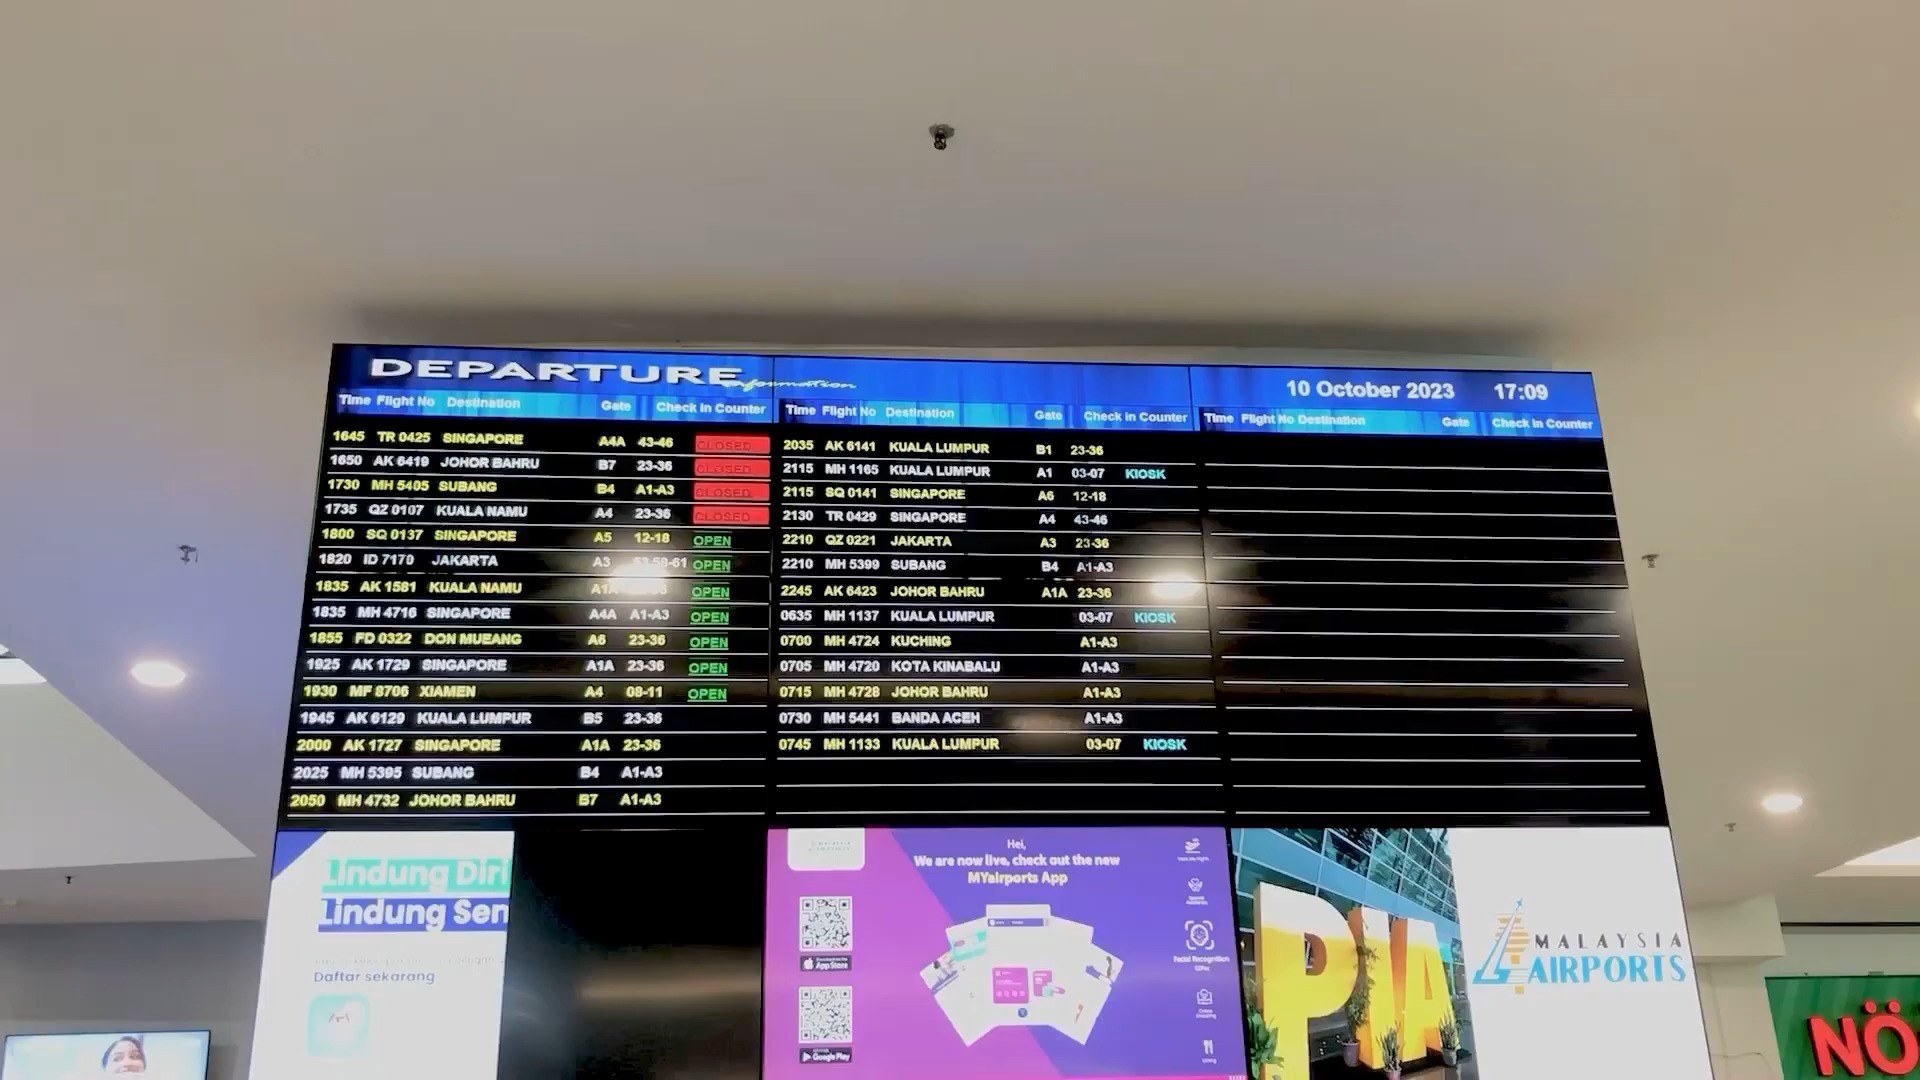 DEPARTURE information
10 October 2023 17:09
Time Flight No Destination Gate Check in Counter
1645 TR 0425 SINGAPORE A4A 43-46 CLOSED
1650 AK 6419 JOHOR BAHRU B7 23-36 CLOSED
1730 MH 5405 SUBANG B4 A1-A3 CLOSED
1735 QZ 0107 KUALA NAMU A4 23-36 CLOSED
1800 SQ 0137 SINGAPORE A5 12-18 OPEN
1820 ID 7170 JAKARTA A3 OPEN
1835 AK 1581 KUALA NAMU OPEN
1835 MH 4716 SINGAPORE A4A A1-A3 OPEN
1855 FD 0322 DON MUEANG A6 23-36 OPEN
1925 AK 1729 SINGAPORE A1A 23-36 OPEN
1930 MF 8706 XIAMEN A4 08-11 OPEN
1945 AK 6129 KUALA LUMPUR B5 23-36
2000 AK 1727 SINGAPORE A1A 23-36
2025 MH 5395 SUBANG B4 A1-A3
2050 MH 4732 JOHOR BAHRU B7 A1-A3
Time Flight No Destination Gate Check in Counter
2035 AK 6141 KUALA LUMPUR B1 23-36
2115 MH 1165 KUALA LUMPUR A1 03-07 KIOSK
2115 SQ 0141 SINGAPORE A6 12-18
2130 TR 0429 SINGAPORE A4 43-46
2210 QZ 0221 JAKARTA A3 23-36
2210 MH 5399 SUBANG B4 A1-A3
2245 AK 6423 JOHOR BAHRU A1A 23-36
0635 MH 1137 KUALA LUMPUR 03-07 KIOSK
0700 MH 4724 KUCHING A1-A3
0705 MH 4720 KOTA KINABALU A1-A3
0715 MH 4728 JOHOR BAHRU A1-A3
0730 MH 5441 BANDA ACEH A1-A3
0745 MH 1133 KUALA LUMPUR 03-07 KIOSK
Time Flight No Destination Gate Check in Counter
Lindung Diri
Lindung Sem
Daftar sekarang
Hei,
We are now live, check out the new
MYairports App
App Store
Google Play
Facial Recognition
PIA
MALAYSIA
AIRPORTS
NÖ